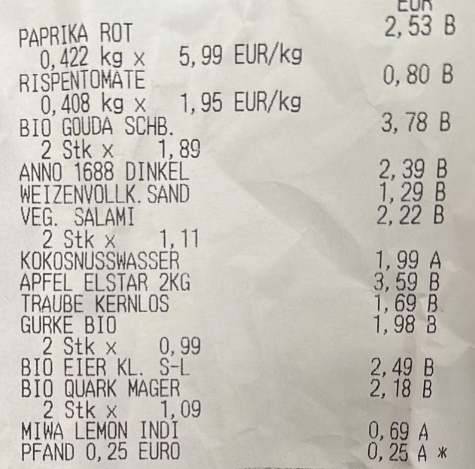 EUR
PAPRIKA ROT 2,53 B
0,422 kg x 5,99 EUR/kg
RISPENTOMATE 0,80 B
0,408 kg x 1,95 EUR/kg
BIO GOUDA SCHB. 3,78 B
2 Stk x 1,89
ANNO 1688 DINKEL 2,39 B
WEIZENVOLLK.SAND 1,29 B
VEG. SALAMI 2,22 B
2 Stk x 1,11
KOKOSNUSSWASSER 1,99 A
APFEL ELSTAR 2KG 3,59 B
TRAUBE KERNLOS 1,69 B
GURKE BIO 1,98 B
2 Stk x 0,99
BIO EIER KL. S-L 2,49 B
BIO QUARK MAGER 2,18 B
2 Stk x 1,09
MIWA LEMON INDI 0,69 A
PFAND 0,25 EURO 0,25 A *